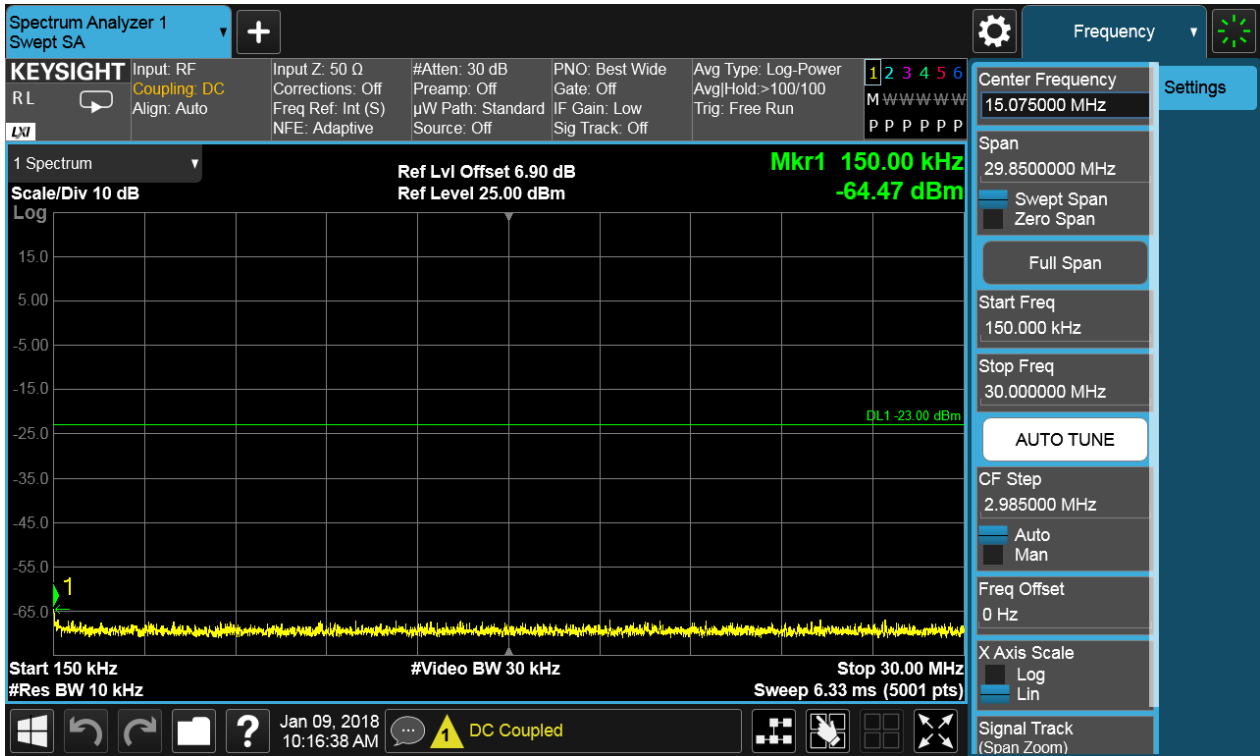 Spectrum Analyzer 1
Swept SA
+
Frequency
KEYSIGHT
RL
LXI
Input: RF
Coupling: DC
Align: Auto
Input Z: 50 Ω
Corrections: Off
Freq Ref: Int (S)
NFE: Adaptive
#Atten: 30 dB
Preamp: Off
µW Path: Standard
Source: Off
PNO: Best Wide
Gate: Off
IF Gain: Low
Sig Track: Off
Avg Type: Log-Power
Avg|Hold:>100/100
Trig: Free Run
1 2 3 4 5 6
M W W W W W
P P P P P P
1 Spectrum
Scale/Div 10 dB
Log
Ref Lvl Offset 6.90 dB
Ref Level 25.00 dBm
Mkr1 150.00 kHz
-64.47 dBm
15.0
5.00
-5.00
-15.0
DL1 -23.00 dBm
-25.0
-35.0
-45.0
-55.0
1
-65.0
Start 150 kHz
#Res BW 10 kHz
#Video BW 30 kHz
Stop 30.00 MHz
Sweep 6.33 ms (5001 pts)
Center Frequency
15.075000 MHz
Span
29.8500000 MHz
Swept Span
Zero Span
Full Span
Start Freq
150.000 kHz
Stop Freq
30.000000 MHz
AUTO TUNE
CF Step
2.985000 MHz
Auto
Man
Freq Offset
0 Hz
X Axis Scale
Log
Lin
Signal Track
(Span Zoom)
Settings
?
Jan 09, 2018
10:16:38 AM
1
DC Coupled